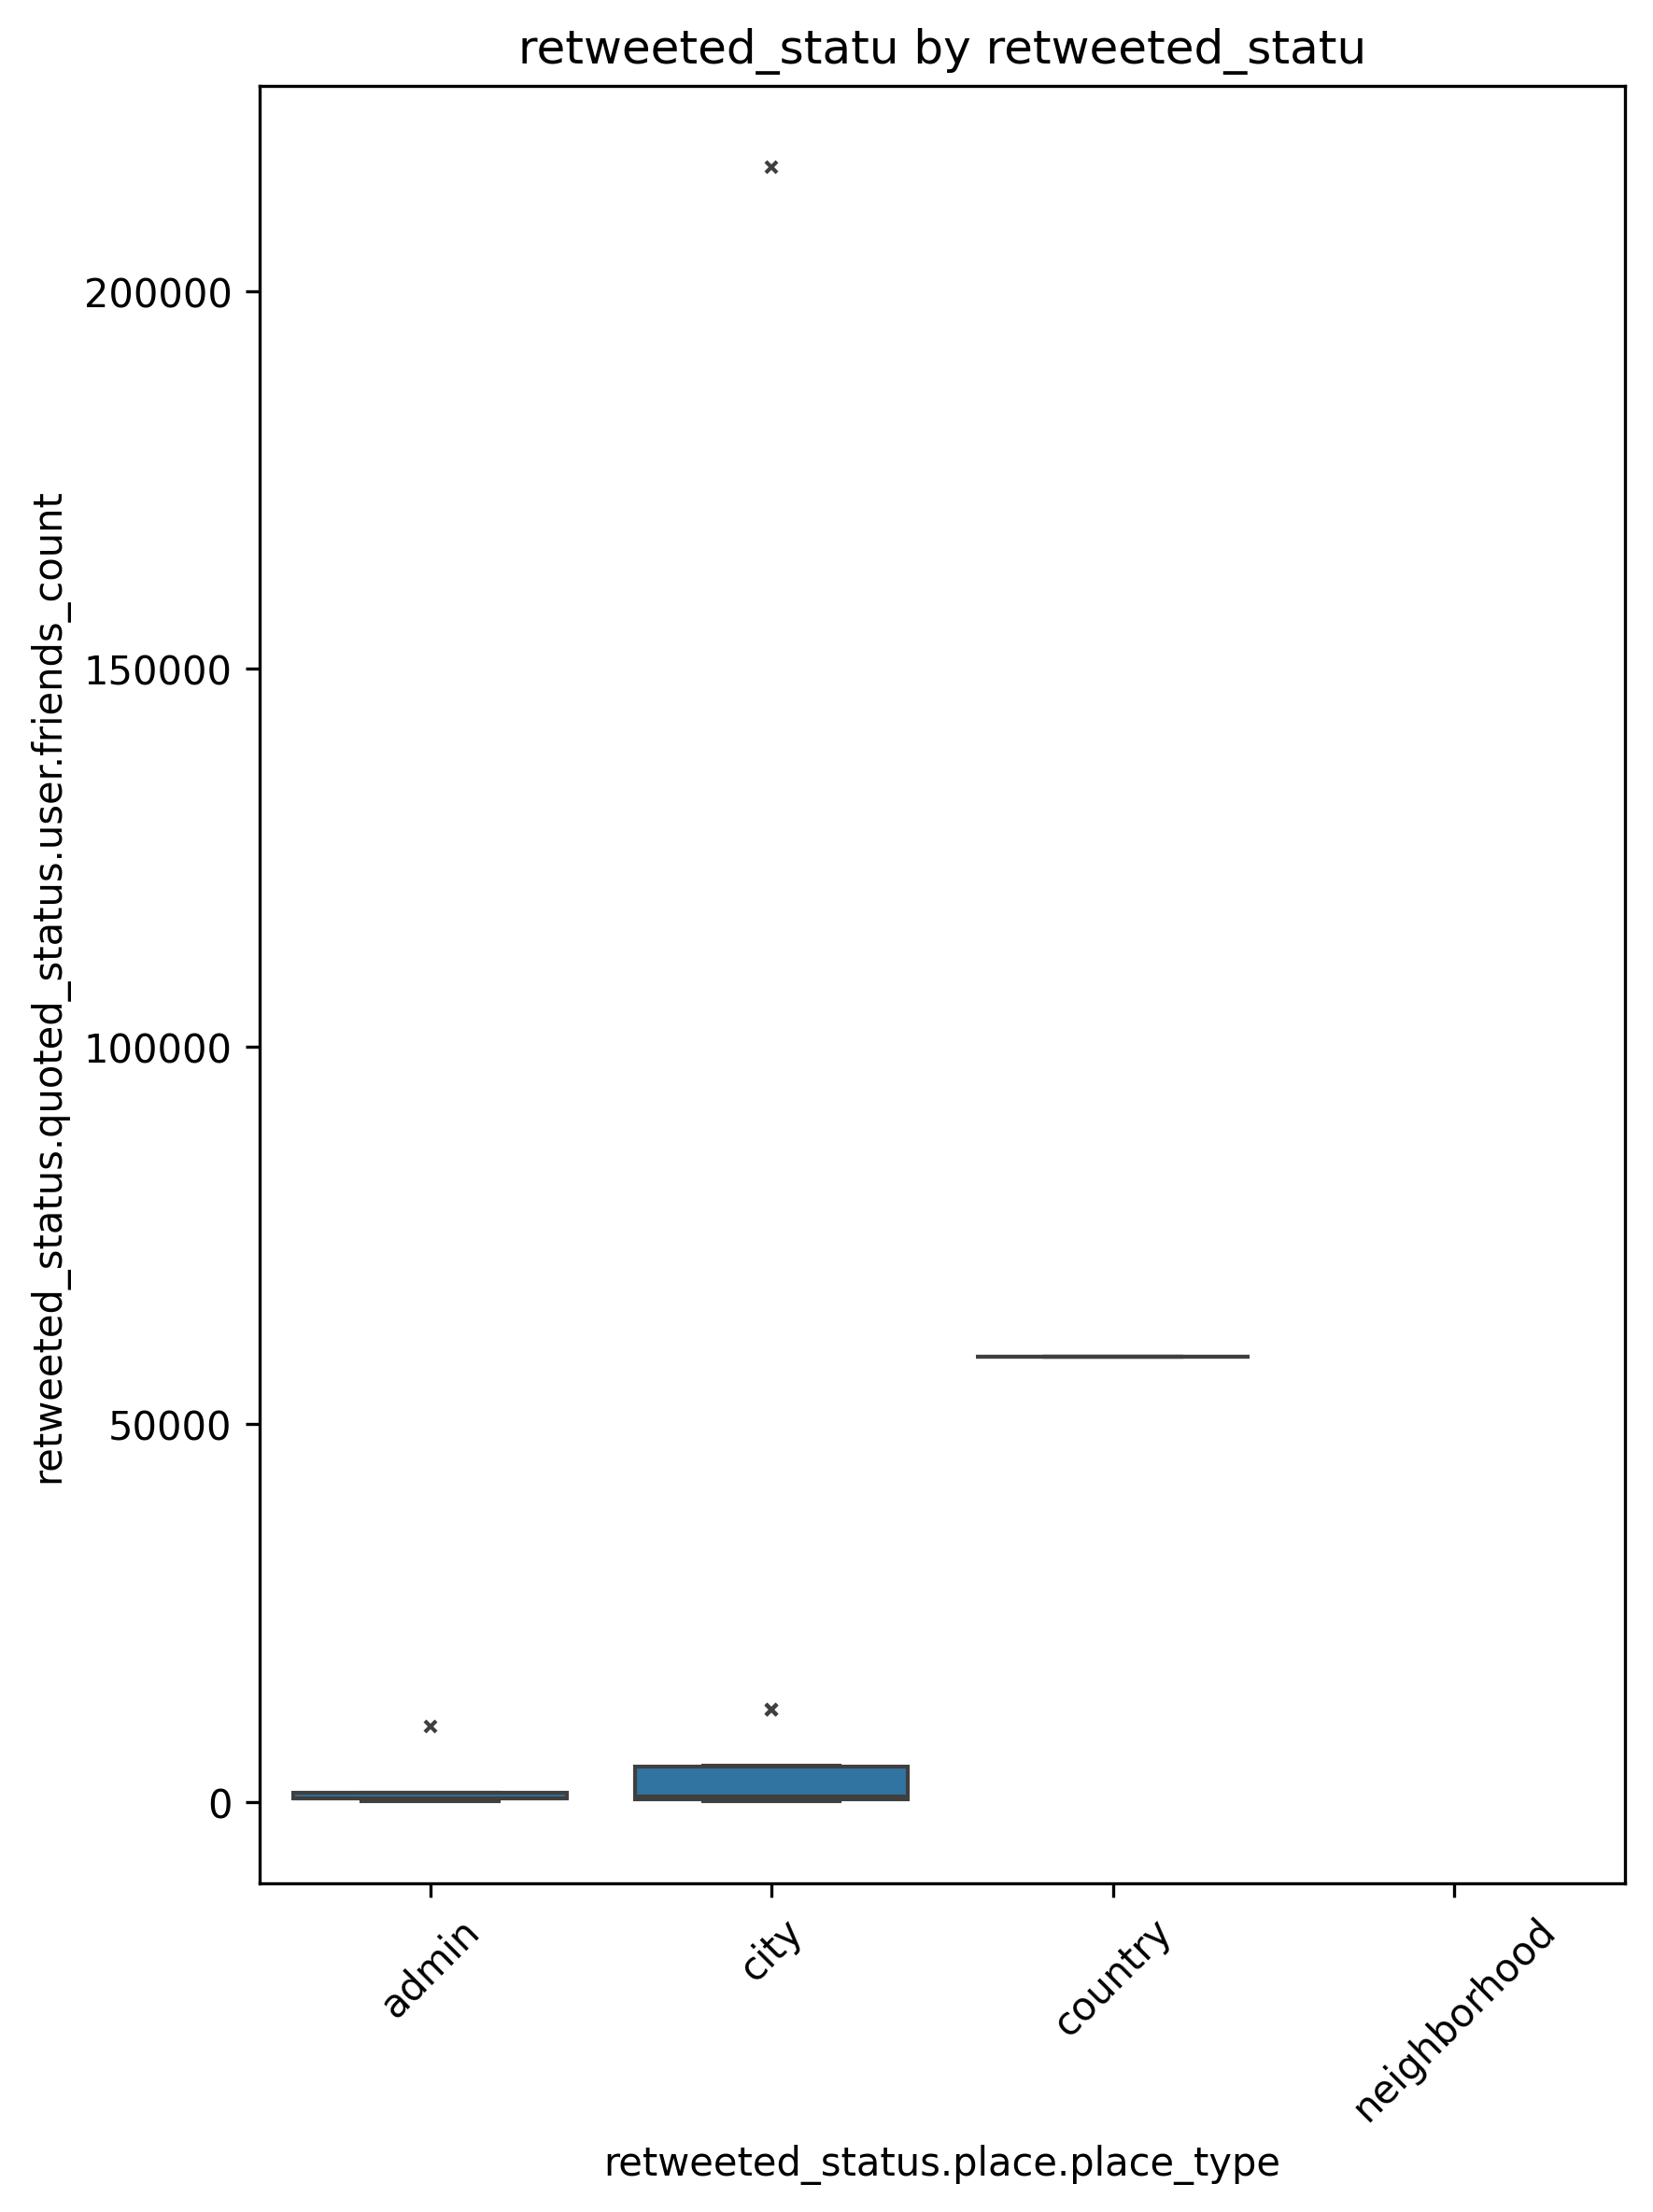 retweeted_statu by retweeted_statu
retweeted_status.quoted_status.user.friends_count
200000
150000
100000
50000
0
admin
city
country
neighborhood
retweeted_status.place.place_type